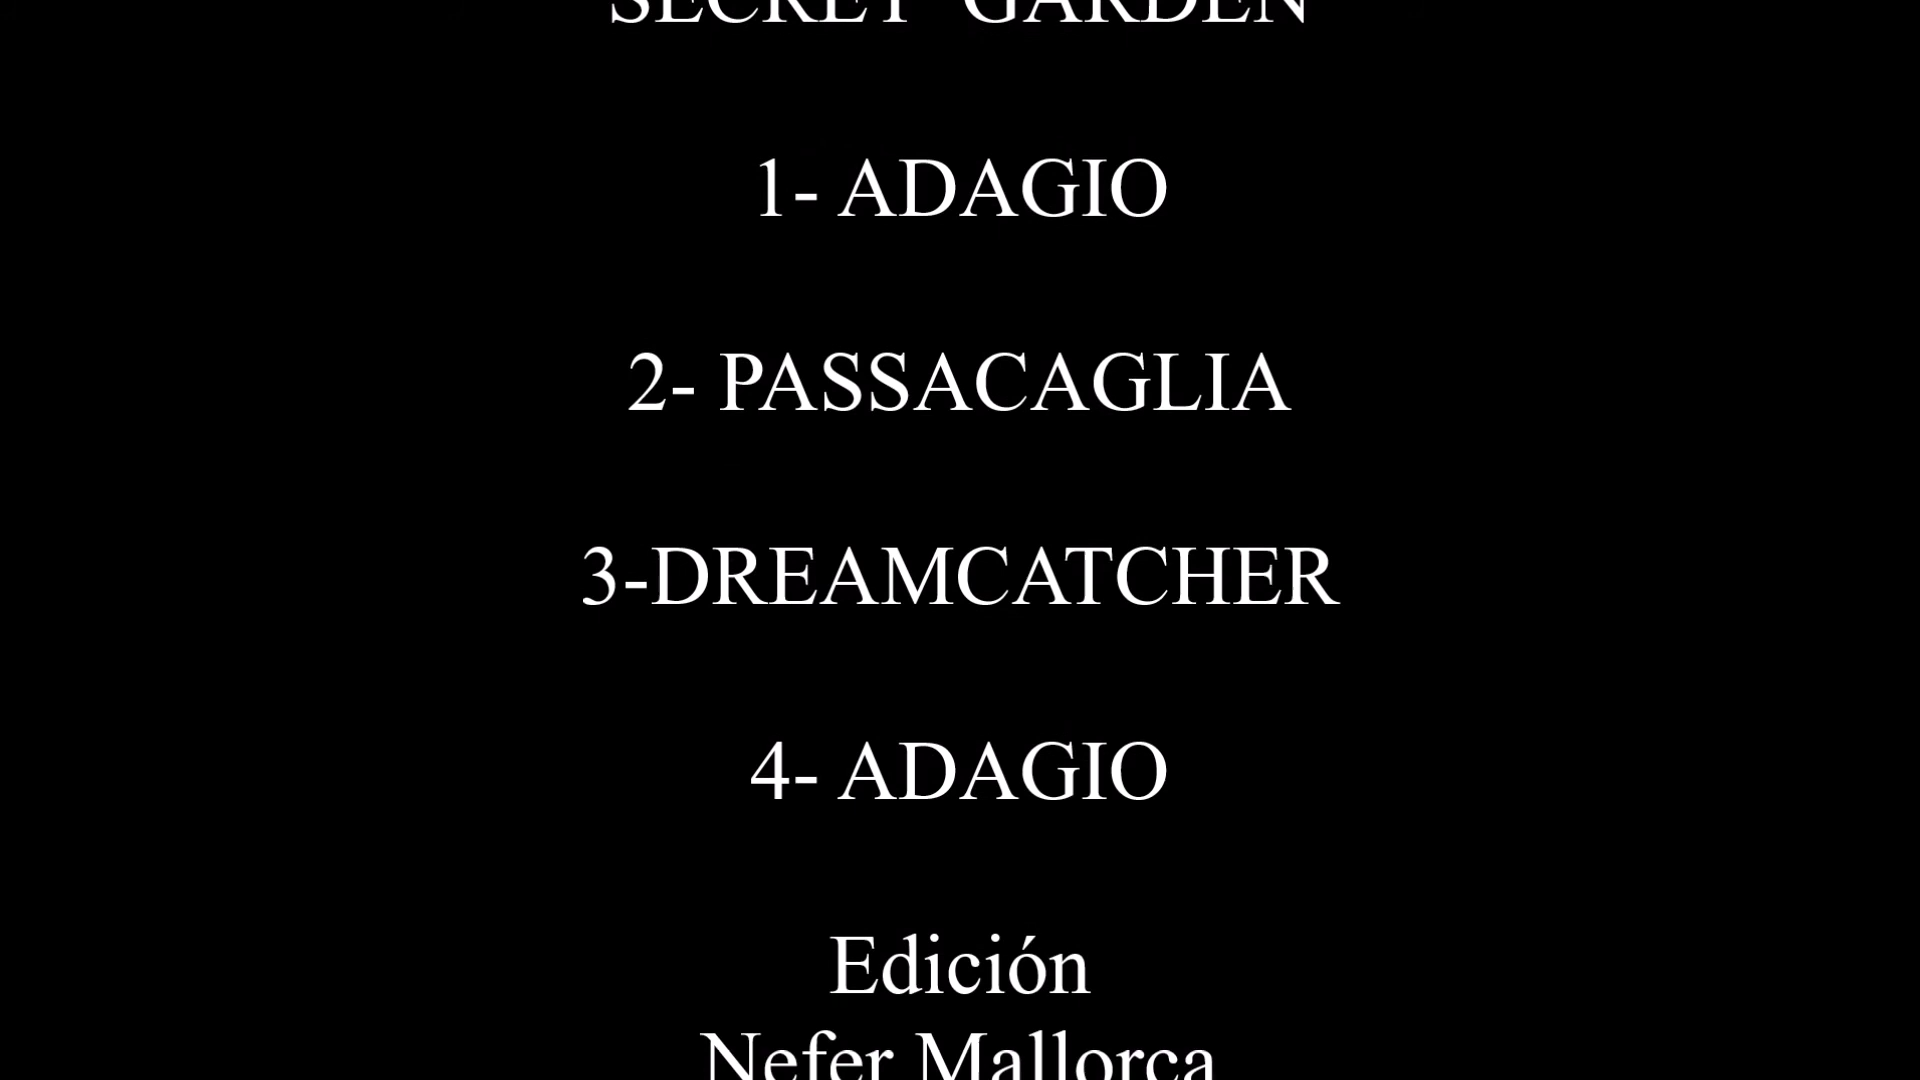 SECRET GARDEN
1- ADAGIO
2- PASSACAGLIA
3-DREAMCATCHER
4- ADAGIO
Edición
Nefer Mallorca